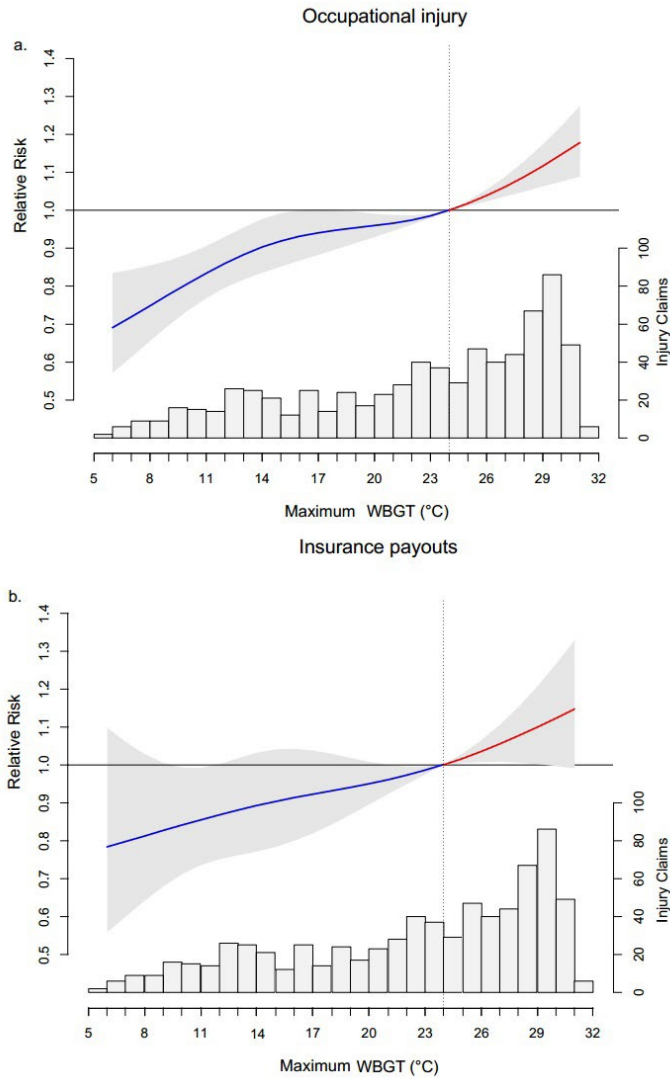 Occupational injury
a.
Relative Risk
1.4
1.3
1.2
1.1
1.0
0.9
0.8
0.7
0.6
0.5
100
80
60
40
20
0
Injury Claims
5 8 11 14 17 20 23 26 29 32
Maximum WBGT (°C)
Insurance payouts
b.
Relative Risk
1.4
1.3
1.2
1.1
1.0
0.9
0.8
0.7
0.6
0.5
100
80
60
40
20
0
Injury Claims
5 8 11 14 17 20 23 26 29 32
Maximum WBGT (°C)